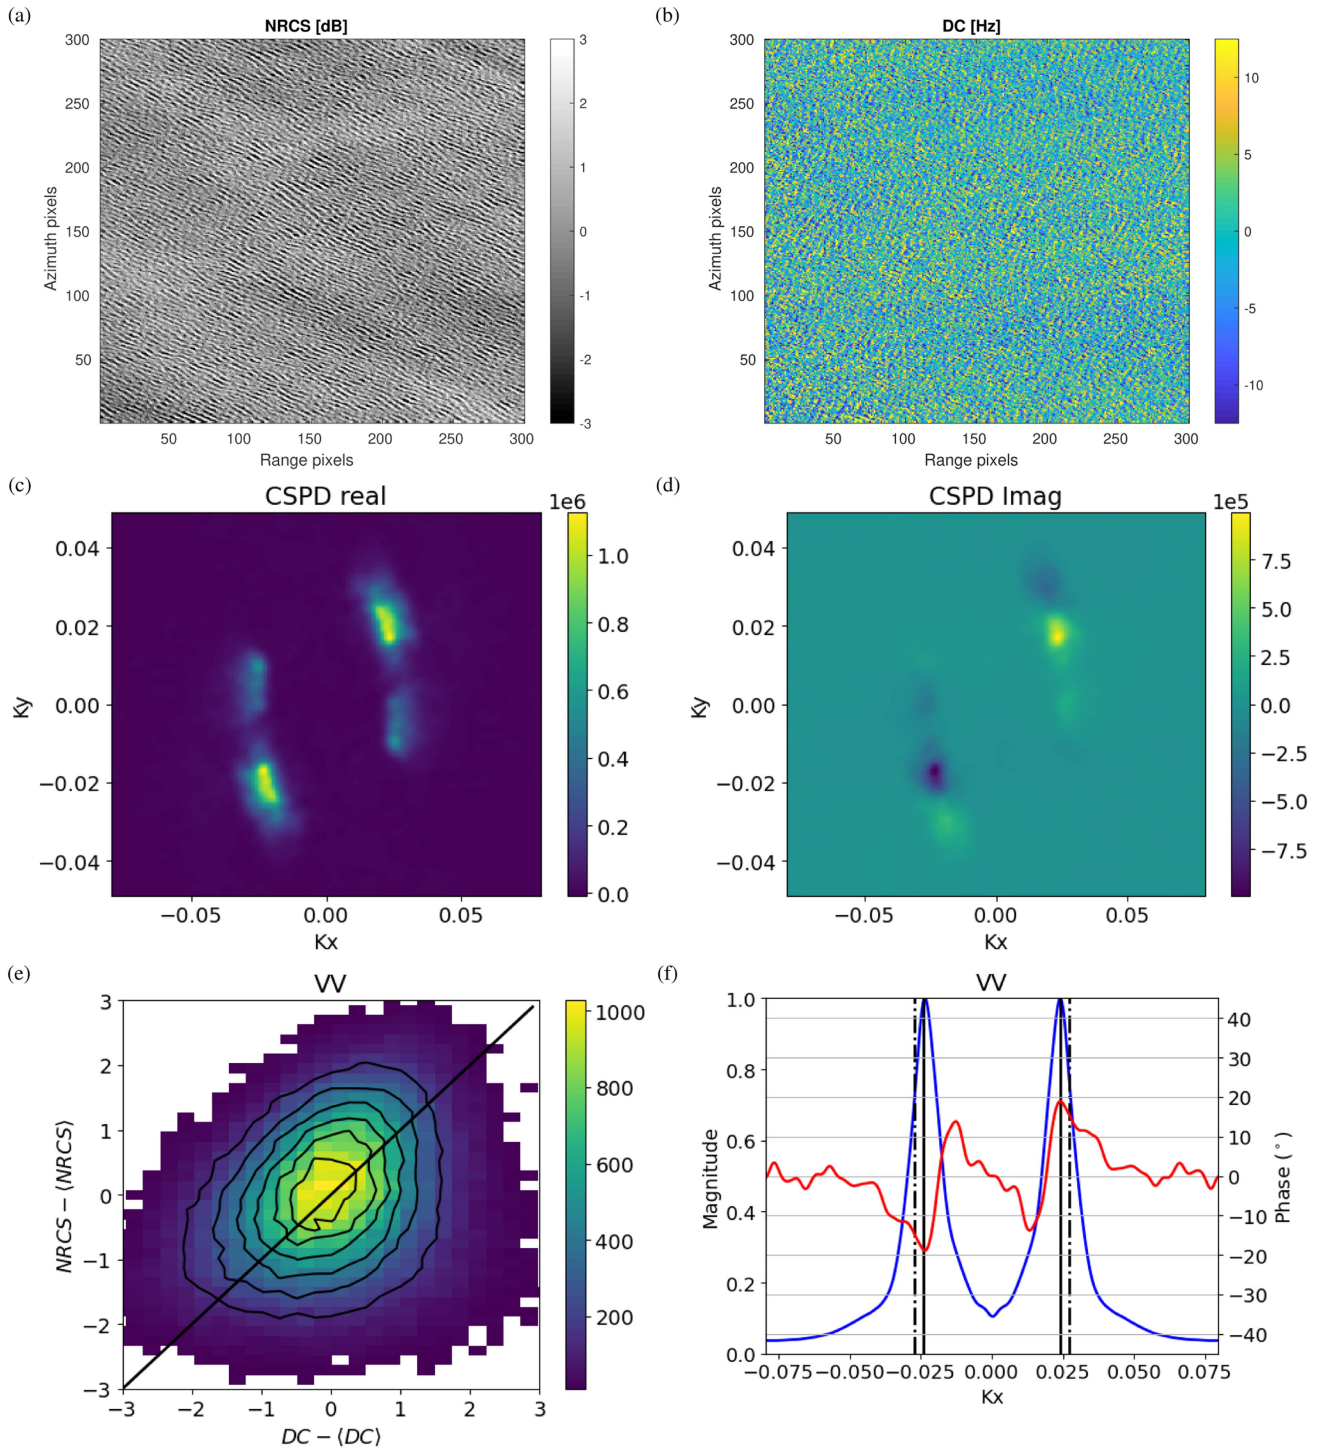 (a)
NRCS [dB]
300
250
200
150
100
50
Azimuth pixels
50 100 150 200 250 300
Range pixels
3
2
1
0
-1
-2
-3
(b)
DC [Hz]
300
250
200
150
100
50
Azimuth pixels
50 100 150 200 250 300
Range pixels
10
5
0
-5
-10
(c)
CSPD real
1e6
0.04
0.02
0.00
−0.02
−0.04
Ky
−0.05 0.00 0.05
Kx
1.0
0.8
0.6
0.4
0.2
0.0
(d)
CSPD Imag
1e5
0.04
0.02
0.00
−0.02
−0.04
Ky
−0.05 0.00 0.05
Kx
7.5
5.0
2.5
0.0
−2.5
−5.0
−7.5
(e)
VV
3
2
1
0
−1
−2
−3
NRCS − ⟨NRCS⟩
−3 −2 −1 0 1 2 3
DC − ⟨DC⟩
1000
800
600
400
200
(f)
VV
1.0
0.8
0.6
0.4
0.2
0.0
Magnitude
−0.075 −0.050 −0.025 0.000 0.025 0.050 0.075
Kx
40
30
20
10
0
−10
−20
−30
−40
Phase (°)